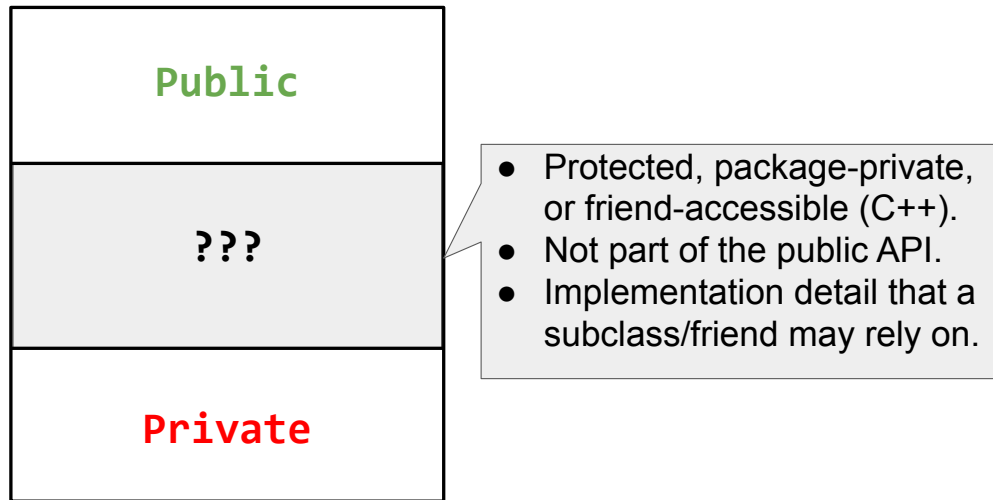 Public
???
Private
● Protected, package-private,
or friend-accessible (C++).
● Not part of the public API.
● Implementation detail that a
subclass/friend may rely on.